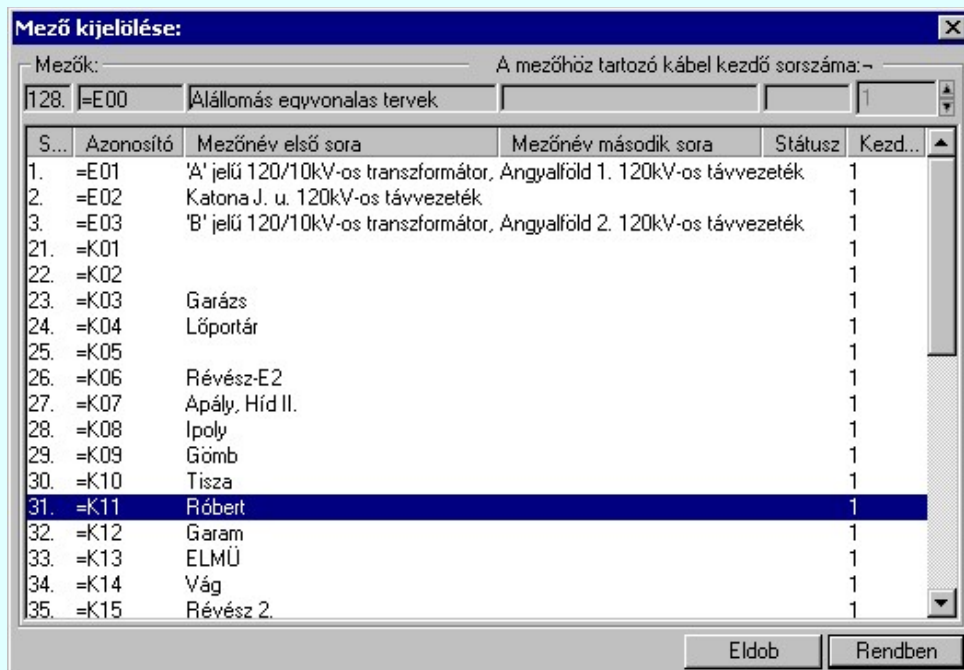 Mező kijelölése:
Mezők: A mezőhöz tartozó kábel kezdő sorszáma:¬
128. =E00 Alállomás egyvonalas tervek 1
S... Azonosító Mezőnév első sora Mezőnév második sora Státusz Kezd...
1. =E01 'A' jelű 120/10kV-os transzformátor, Angyalföld 1. 120kV-os távvezeték 1
2. =E02 Katona J. u. 120kV-os távvezeték 1
3. =E03 'B' jelű 120/10kV-os transzformátor, Angyalföld 2. 120kV-os távvezeték 1
21. =K01 1
22. =K02 1
23. =K03 Garázs 1
24. =K04 Lőportár 1
25. =K05 1
26. =K06 Révész-E2 1
27. =K07 Apály, Híd II. 1
28. =K08 Ipoly 1
29. =K09 Gömb 1
30. =K10 Tisza 1
31. =K11 Róbert 1
32. =K12 Garam 1
33. =K13 ELMÜ 1
34. =K14 Vág 1
35. =K15 Révész 2. 1
Eldob Rendben